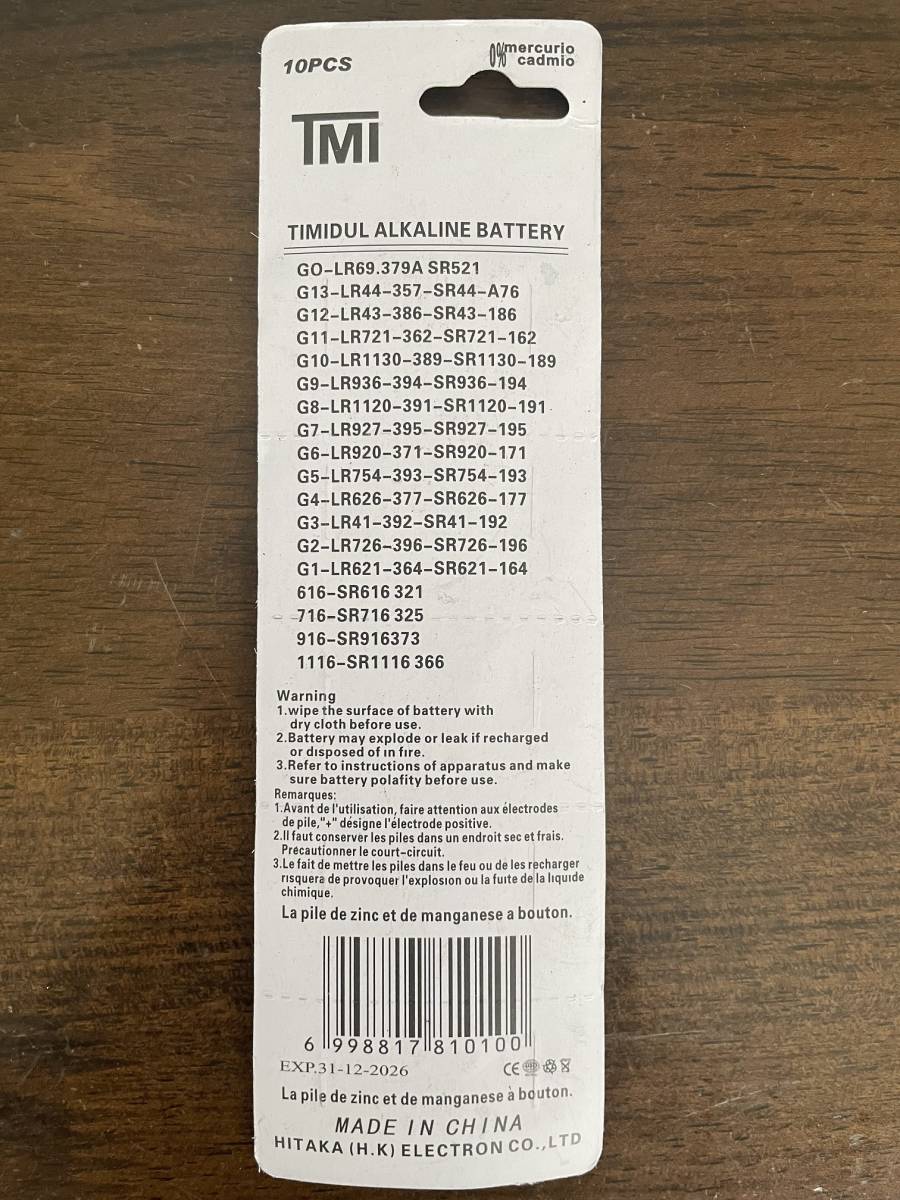 10PCS
0% mercurio
cadmio
TMI
TIMIDUL ALKALINE BATTERY
GO-LR69.379A SR521
G13-LR44-357-SR44-A76
G12-LR43-386-SR43-186
G11-LR721-362-SR721-162
G10-LR1130-389-SR1130-189
G9-LR936-394-SR936-194
G8-LR1120-391-SR1120-191
G7-LR927-395-SR927-195
G6-LR920-371-SR920-171
G5-LR754-393-SR754-193
G4-LR626-377-SR626-177
G3-LR41-392-SR41-192
G2-LR726-396-SR726-196
G1-LR621-364-SR621-164
616-SR616 321
716-SR716 325
916-SR916373
1116-SR1116 366
Warning
1.wipe the surface of battery with
dry cloth before use.
2.Battery may explode or leak if recharged
or disposed of in fire.
3.Refer to instructions of apparatus and make
sure battery polafity before use.
Remarques:
1.Avant de l'utilisation, faire attention aux électrodes
de pile,"+" désigne l'électrode positive.
2.Il faut conserver les piles dans un endroit sec et frais.
Precautionner le court-circuit.
3.Le fait de mettre les piles dans le feu ou de les recharger
risquera de provoquer l'explosion ou la fuite de la liquide
chimique.
La pile de zinc et de manganese a bouton.
6 998817 810100
EXP.31-12-2026
CE
La pile de zinc et de manganese à bouton.
MADE IN CHINA
HITAKA (H.K) ELECTRON CO.,LTD